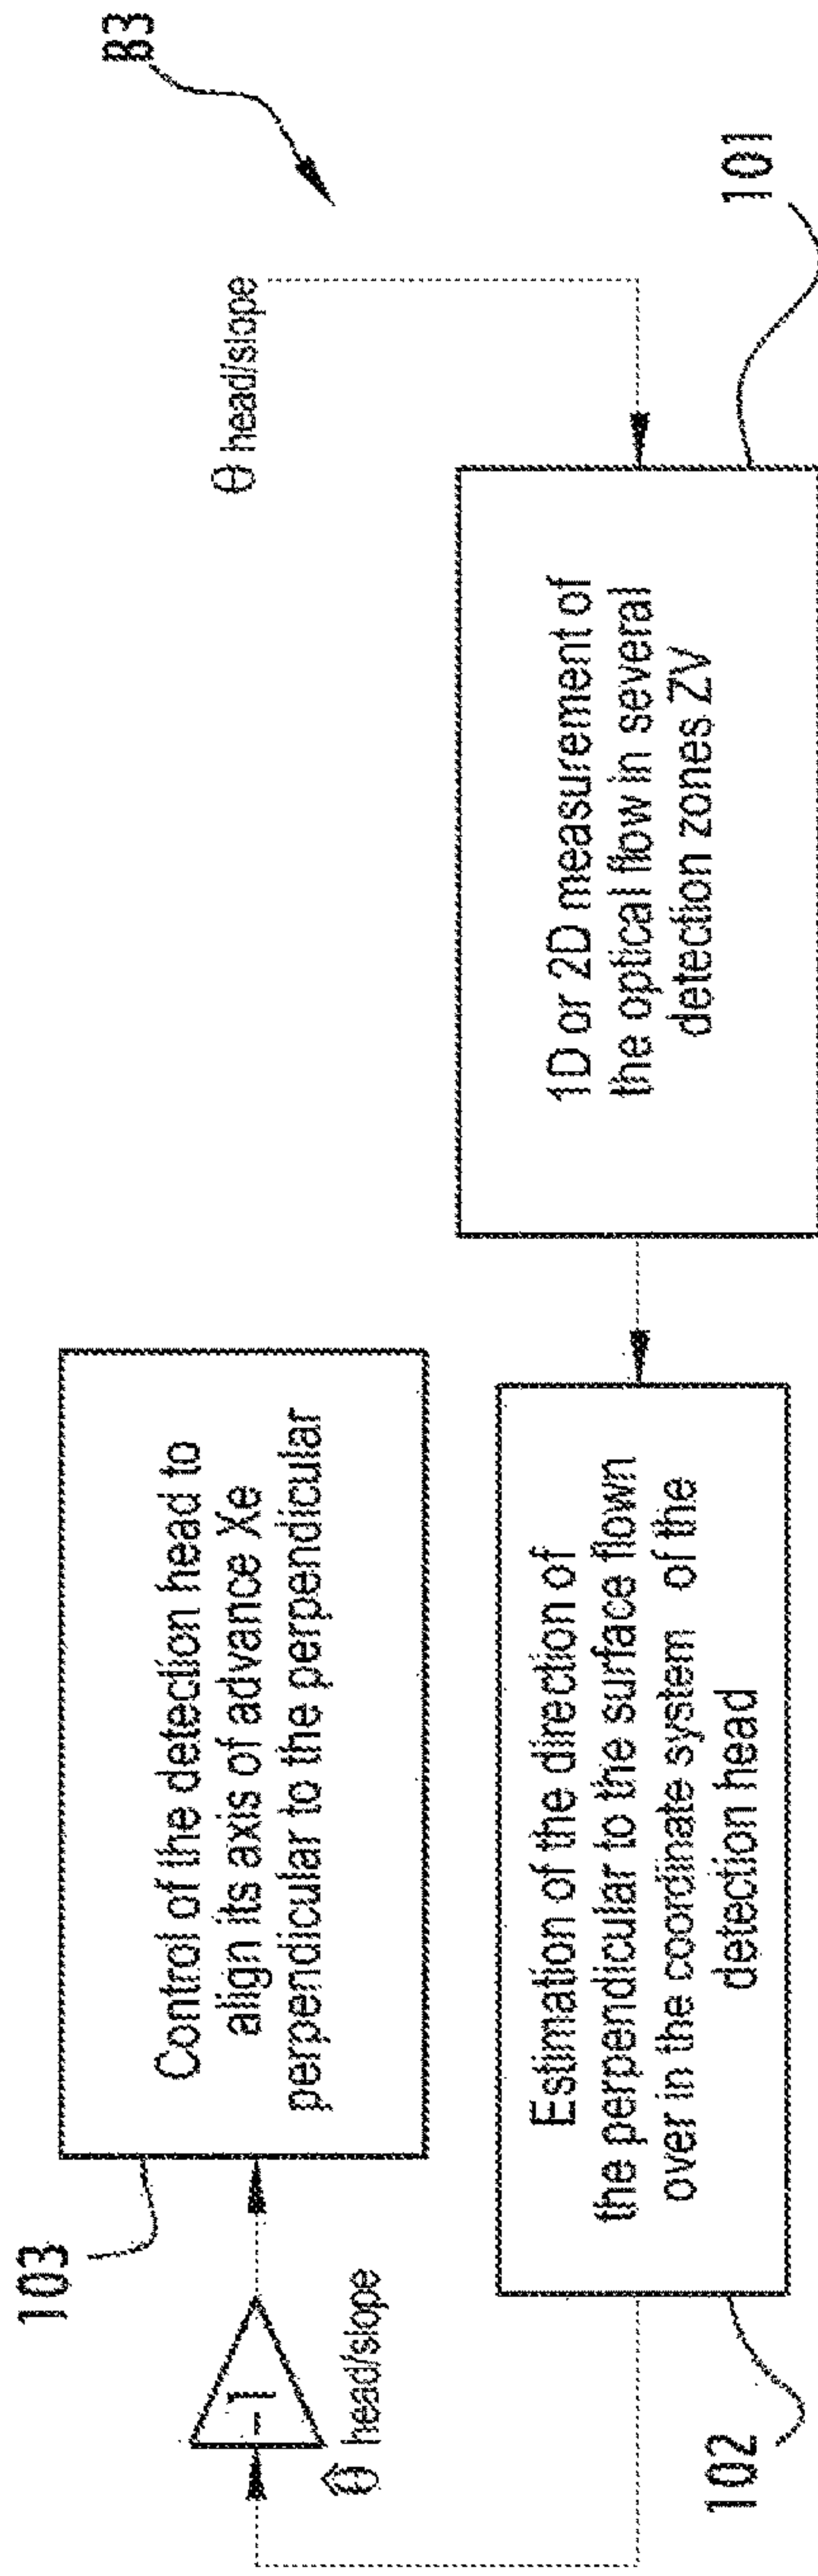 83
103
Control of the detection head to
align its axis of advance Xe
perpendicular to the perpendicular
-1
θ̂ head/slope
θ head/slope
101
1D or 2D measurement of
the optical flow in several
detection zones ZV
102
Estimation of the direction of
the perpendicular to the surface flown
over in the coordinate system of the
detection head